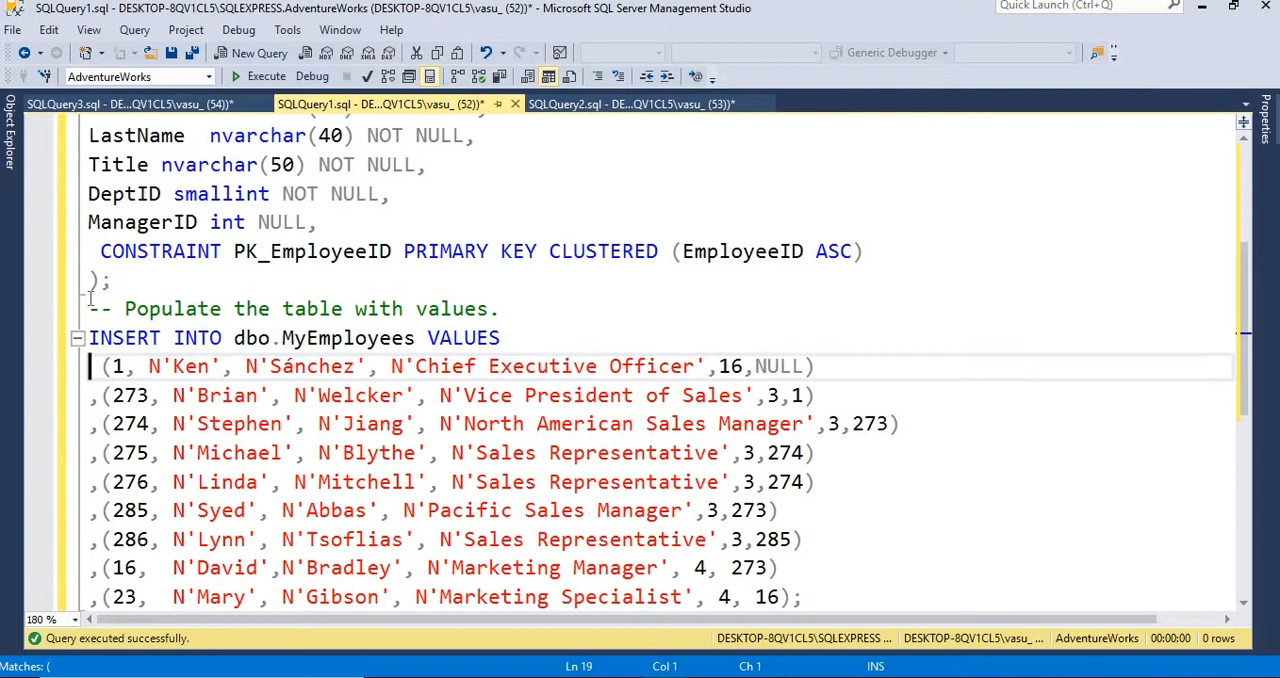 SQLQuery1.sql - DESKTOP-8QV1CL5\SQLEXPRESS.AdventureWorks (DESKTOP-8QV1CL5\vasu_ (52))* - Microsoft SQL Server Management Studio
Quick Launch (Ctrl+Q)
File Edit View Query Project Debug Tools Window Help
New Query MDX DMX XMLA DAX Generic Debugger
AdventureWorks Execute Debug
SQLQuery3.sql - DE...QV1CL5\vasu_ (54))* SQLQuery1.sql - DE...QV1CL5\vasu_ (52))* SQLQuery2.sql - DE...QV1CL5\vasu_ (53))*
Object Explorer
Properties
LastName  nvarchar(40) NOT NULL,
Title nvarchar(50) NOT NULL,
DeptID smallint NOT NULL,
ManagerID int NULL,
 CONSTRAINT PK_EmployeeID PRIMARY KEY CLUSTERED (EmployeeID ASC)
);
-- Populate the table with values.
INSERT INTO dbo.MyEmployees VALUES
 (1, N'Ken', N'Sánchez', N'Chief Executive Officer',16,NULL)
,(273, N'Brian', N'Welcker', N'Vice President of Sales',3,1)
,(274, N'Stephen', N'Jiang', N'North American Sales Manager',3,273)
,(275, N'Michael', N'Blythe', N'Sales Representative',3,274)
,(276, N'Linda', N'Mitchell', N'Sales Representative',3,274)
,(285, N'Syed', N'Abbas', N'Pacific Sales Manager',3,273)
,(286, N'Lynn', N'Tsoflias', N'Sales Representative',3,285)
,(16,  N'David',N'Bradley', N'Marketing Manager', 4, 273)
,(23,  N'Mary', N'Gibson', N'Marketing Specialist', 4, 16);
180 %
Query executed successfully. DESKTOP-8QV1CL5\SQLEXPRESS ... DESKTOP-8QV1CL5\vasu_ ... AdventureWorks 00:00:00 0 rows
Matches: ( Ln 19 Col 1 Ch 1 INS